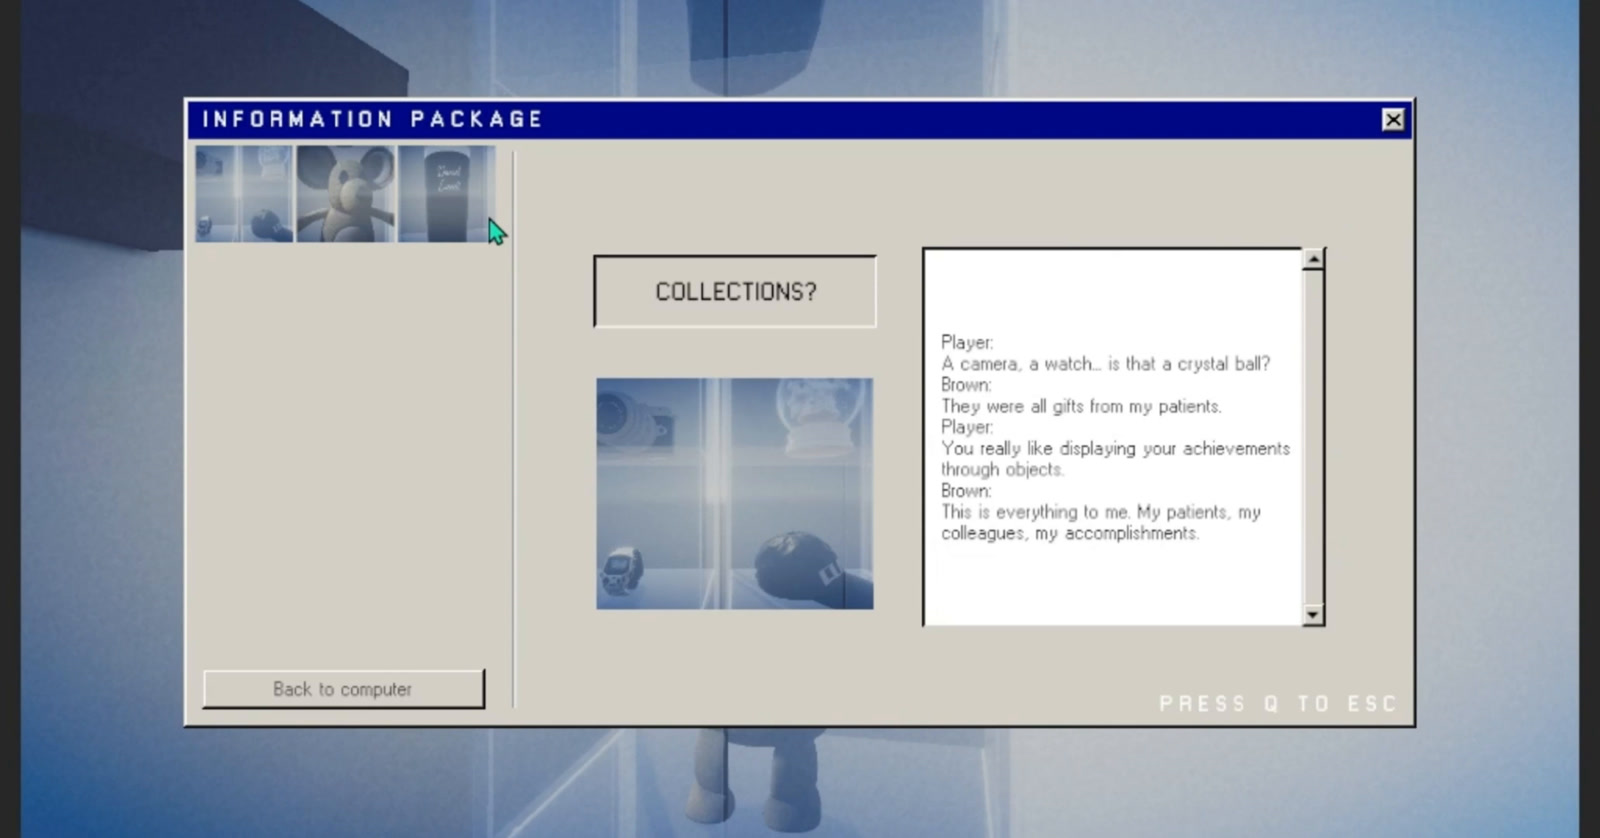 INFORMATION PACKAGE
COLLECTIONS?
Player:
A camera, a watch... is that a crystal ball?
Brown:
They were all gifts from my patients.
Player:
You really like displaying your achievements
through objects.
Brown:
This is everything to me. My patients, my
colleagues, my accomplishments.
Back to computer
PRESS Q TO ESC